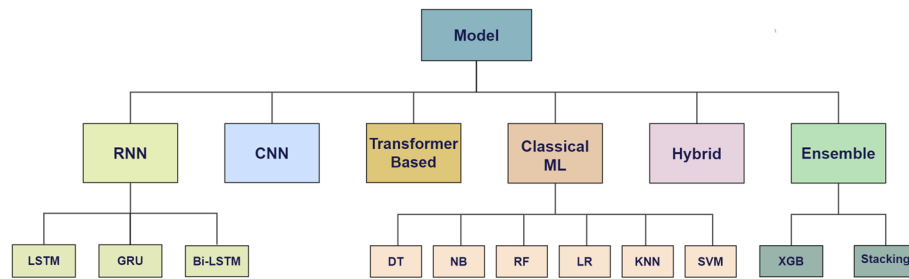 Model
RNN
CNN
Transformer
Based
Classical
ML
Hybrid
Ensemble
LSTM
GRU
Bi-LSTM
DT
NB
RF
LR
KNN
SVM
XGB
Stacking